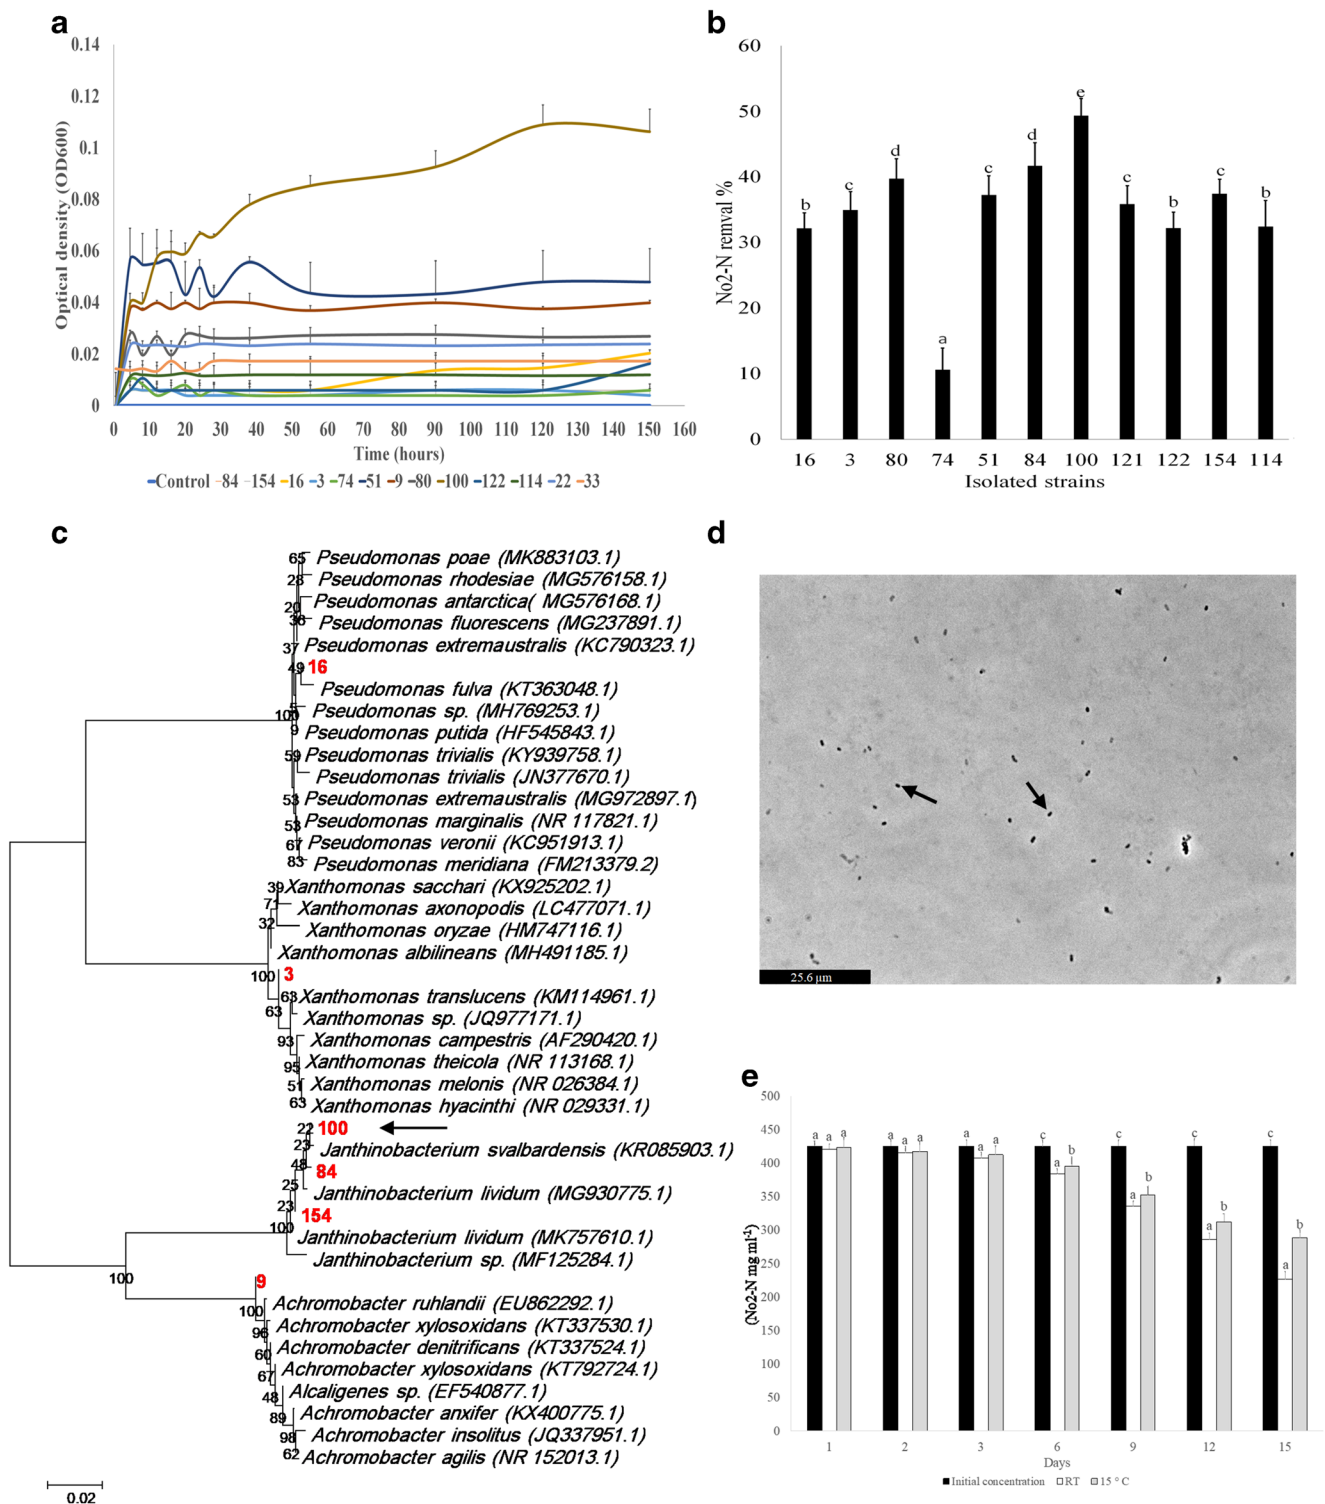 a
0.14
0.12
0.1
0.08
0.06
0.04
0.02
0
Optical density (OD600)
0 10 20 30 40 50 60 70 80 90 100 110 120 130 140 150 160
Time (hours)
Control 84 154 16 3 74 51 9 80 100 122 114 22 33
b
60
50
40
30
20
10
0
No2-N remval %
b c d a c d e c b c b
16 3 80 74 51 84 100 121 122 154 114
Isolated strains
c
65 Pseudomonas poae (MK883103.1)
28 Pseudomonas rhodesiae (MG576158.1)
20 Pseudomonas antarctica( MG576168.1)
38 Pseudomonas fluorescens (MG237891.1)
37 Pseudomonas extremaustralis (KC790323.1)
49 16
Pseudomonas fulva (KT363048.1)
100 Pseudomonas sp. (MH769253.1)
9 Pseudomonas putida (HF545843.1)
59 Pseudomonas trivialis (KY939758.1)
Pseudomonas trivialis (JN377670.1)
53 Pseudomonas extremaustralis (MG972897.1)
53 Pseudomonas marginalis (NR 117821.1)
67 Pseudomonas veronii (KC951913.1)
83 Pseudomonas meridiana (FM213379.2)
39 Xanthomonas sacchari (KX925202.1)
71 Xanthomonas axonopodis (LC477071.1)
32 Xanthomonas oryzae (HM747116.1)
Xanthomonas albilineans (MH491185.1)
100 3
63 Xanthomonas translucens (KM114961.1)
63 Xanthomonas sp. (JQ977171.1)
93 Xanthomonas campestris (AF290420.1)
95 Xanthomonas theicola (NR 113168.1)
51 Xanthomonas melonis (NR 026384.1)
63 Xanthomonas hyacinthi (NR 029331.1)
22 100
23 Janthinobacterium svalbardensis (KR085903.1)
48 84
25 Janthinobacterium lividum (MG930775.1)
23 154
100 Janthinobacterium lividum (MK757610.1)
Janthinobacterium sp. (MF125284.1)
100 9
100 Achromobacter ruhlandii (EU862292.1)
96 Achromobacter xylosoxidans (KT337530.1)
60 Achromobacter denitrificans (KT337524.1)
67 Achromobacter xylosoxidans (KT792724.1)
48 Alcaligenes sp. (EF540877.1)
89 Achromobacter anxifer (KX400775.1)
98 Achromobacter insolitus (JQ337951.1)
62 Achromobacter agilis (NR 152013.1)
0.02
d
25.6 µm
e
500
450
400
350
300
250
200
150
100
50
0
(No2-N mg ml-1)
a a a a a a a a a c a b c a b c a b c a b
1 2 3 6 9 12 15
Days
Initial concentration RT 15 ° C